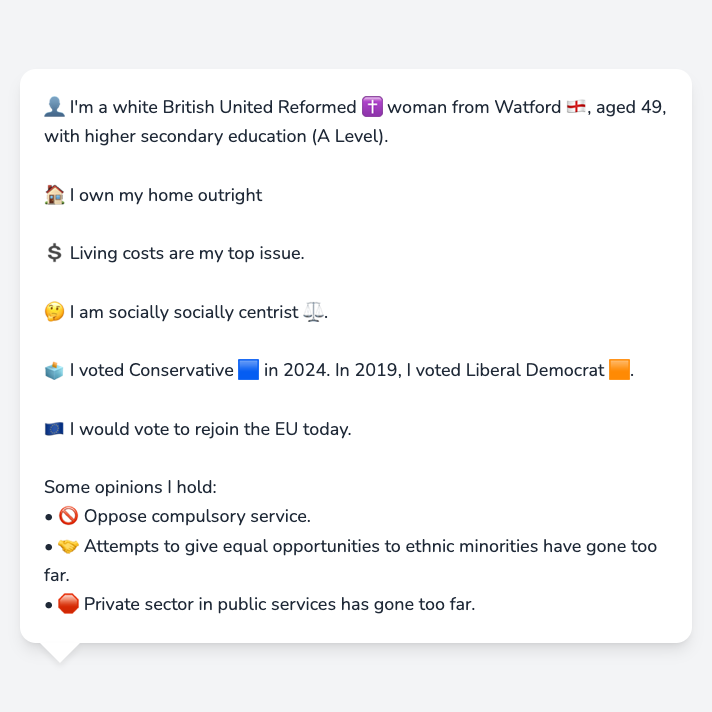 👤 I'm a white British United Reformed ✝️ woman from Watford 🏴󠁧󠁢󠁥󠁮󠁧󠁿, aged 49,
with higher secondary education (A Level).
🏠 I own my home outright
💲 Living costs are my top issue.
🤔 I am socially socially centrist ⚖️.
🗳️ I voted Conservative 🟦 in 2024. In 2019, I voted Liberal Democrat 🟧.
🇪🇺 I would vote to rejoin the EU today.
Some opinions I hold:
• 🚫 Oppose compulsory service.
• 🤝 Attempts to give equal opportunities to ethnic minorities have gone too
far.
• 🛑 Private sector in public services has gone too far.